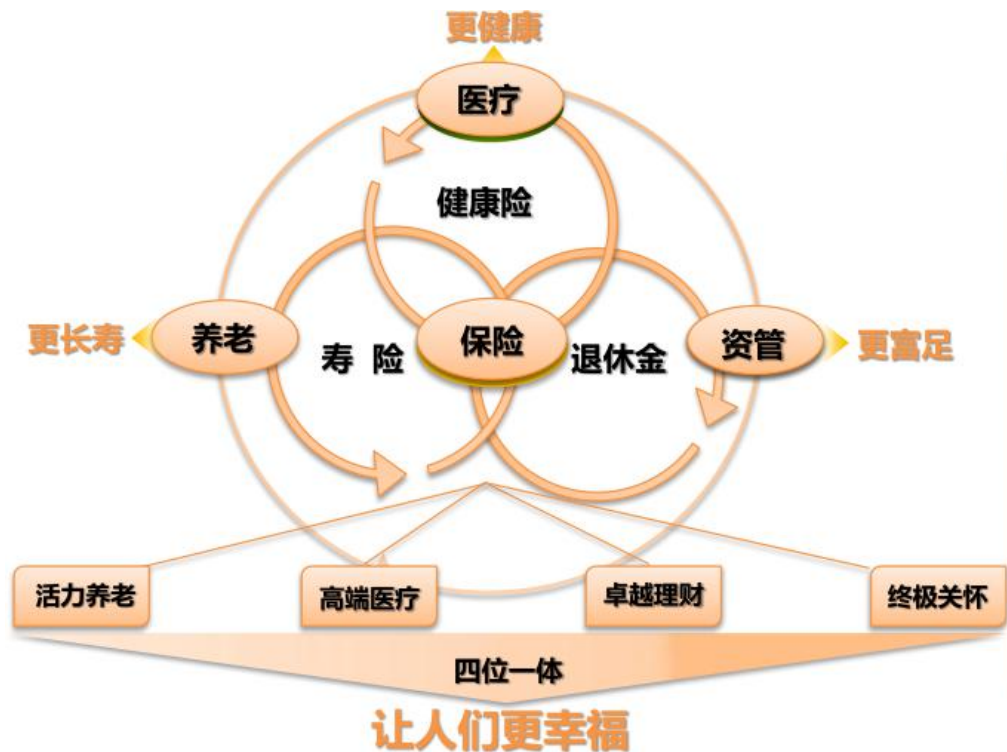 更健康
医疗
健康险
更长寿
养老
寿 险
保险
退休金
资管
更富足
活力养老
高端医疗
卓越理财
终极关怀
四位一体
让人们更幸福